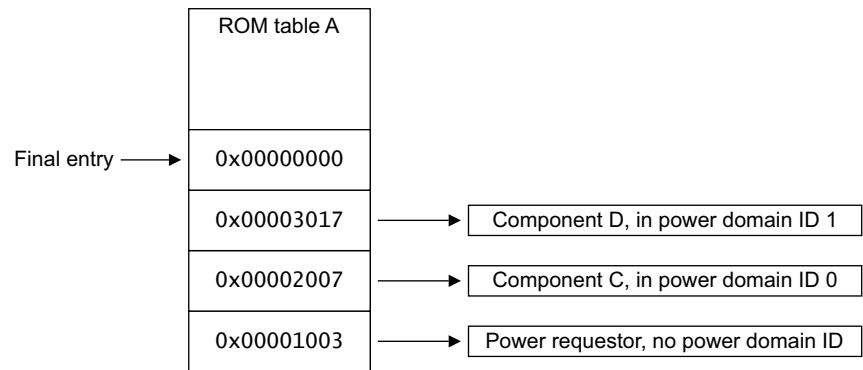 ROM table A
Final entry
0x00000000
0x00003017
Component D, in power domain ID 1
0x00002007
Component C, in power domain ID 0
0x00001003
Power requestor, no power domain ID